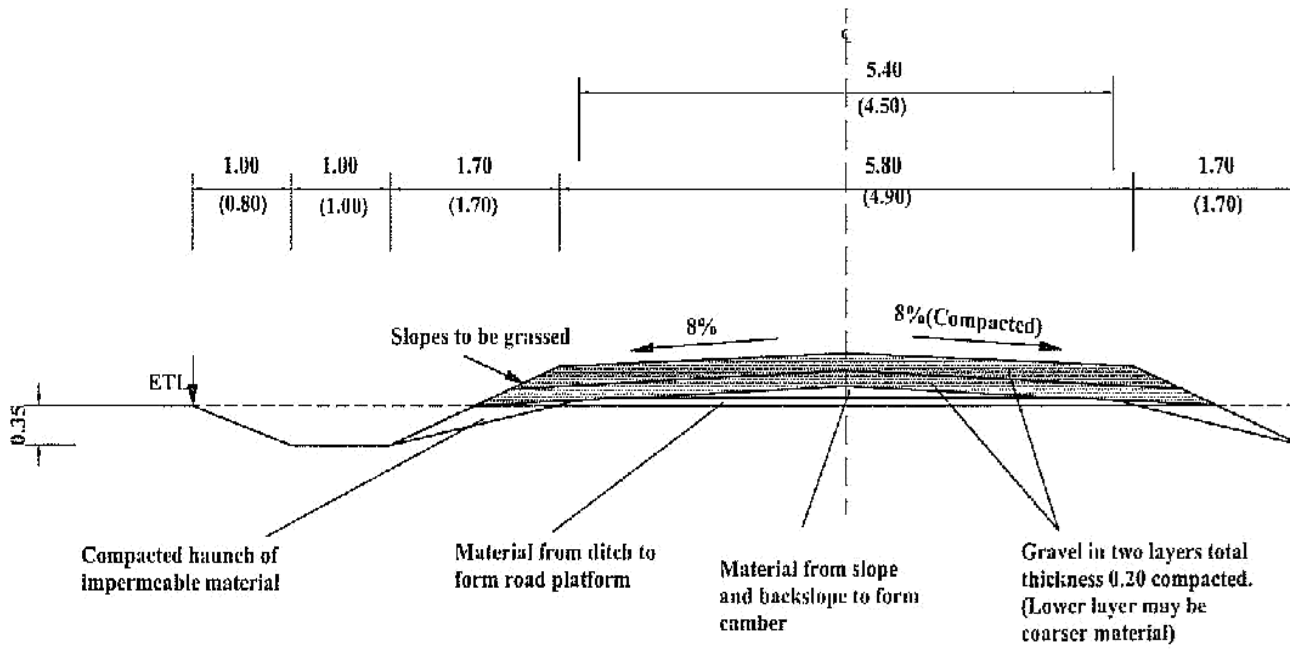 ℄
5.40
(4.50)
1.00 1.00 1.70 5.80 1.70
(0.80) (1.00) (1.70) (4.90) (1.70)
8% 8%(Compacted)
Slopes to be grassed
ETL
0.35
Compacted haunch of
impermeable material
Material from ditch to
form road platform
Material from slope
and backslope to form
camber
Gravel in two layers total
thickness 0.20 compacted.
(Lower layer may be
coarser material)